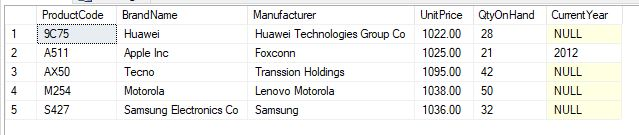 ProductCode BrandName Manufacturer UnitPrice QtyOnHand CurrentYear
1 9C75 Huawei Huawei Technologies Group Co 1022.00 28 NULL
2 A511 Apple Inc Foxconn 1025.00 21 2012
3 AX50 Tecno Transsion Holdings 1095.00 42 NULL
4 M254 Motorola Lenovo Motorola 1038.00 50 NULL
5 S427 Samsung Electronics Co Samsung 1036.00 32 NULL